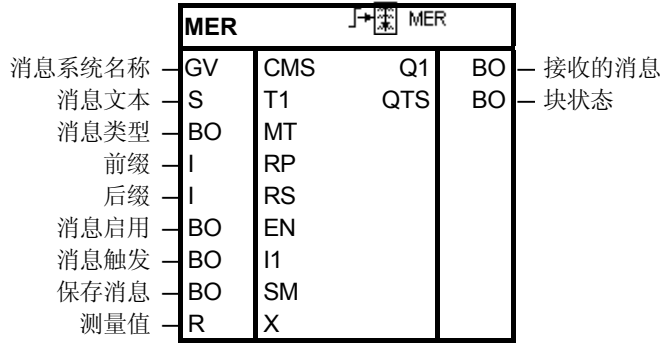 MER MER
消息系统名称 GV CMS Q1 BO 接收的消息
消息文本 S T1 QTS BO 块状态
消息类型 BO MT
前缀 I RP
后缀 I RS
消息启用 BO EN
消息触发 BO I1
保存消息 BO SM
测量值 R X